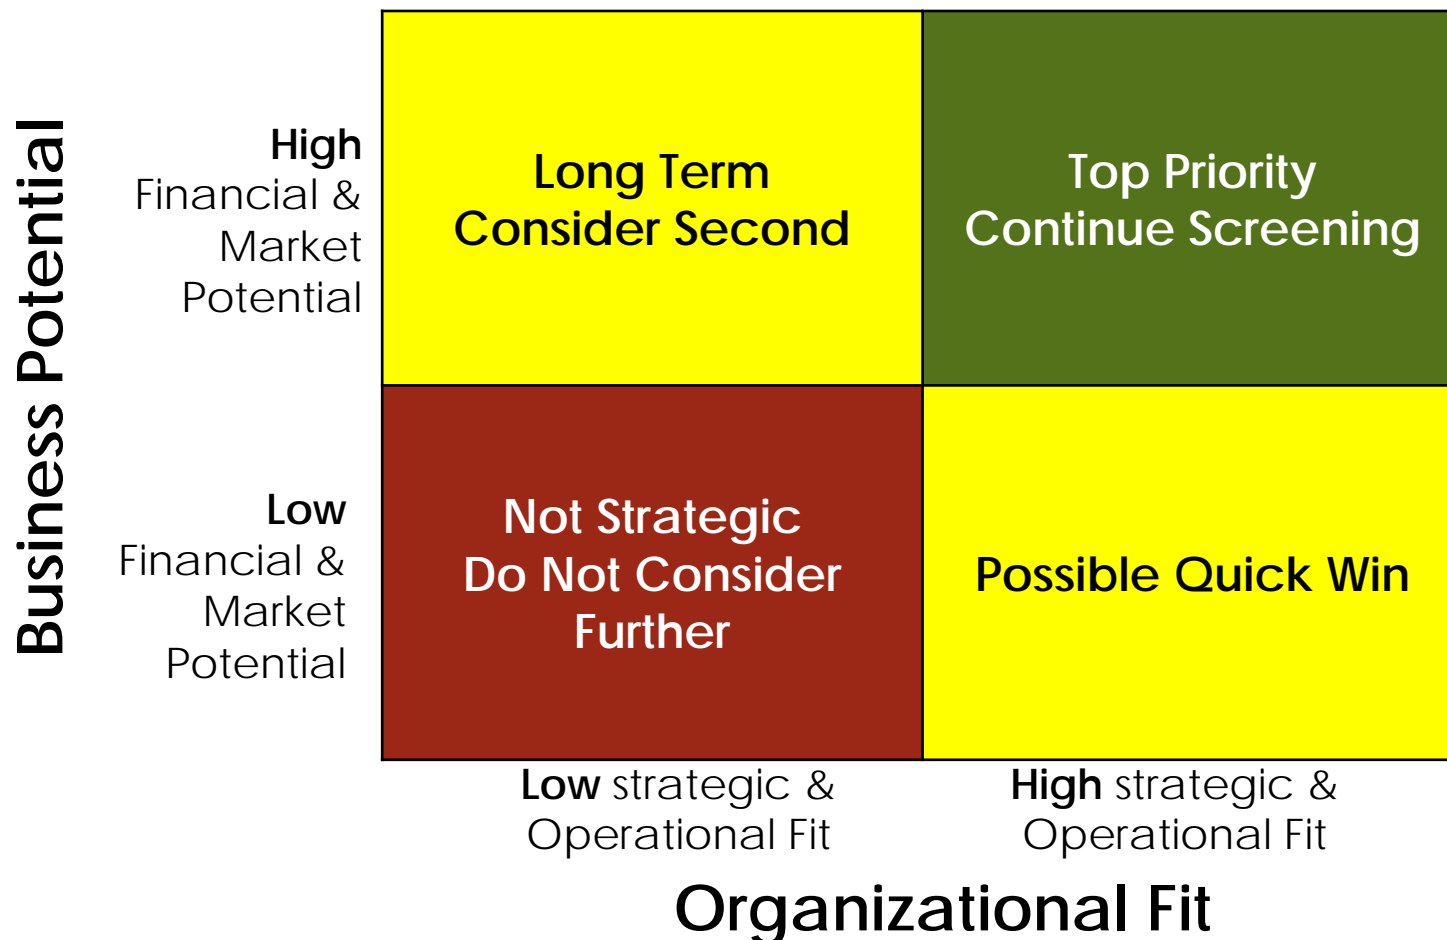 Business Potential
High
Financial &
Market
Potential
Long Term
Consider Second
Top Priority
Continue Screening
Low
Financial &
Market
Potential
Not Strategic
Do Not Consider
Further
Possible Quick Win
Low strategic &
Operational Fit
High strategic &
Operational Fit
Organizational Fit